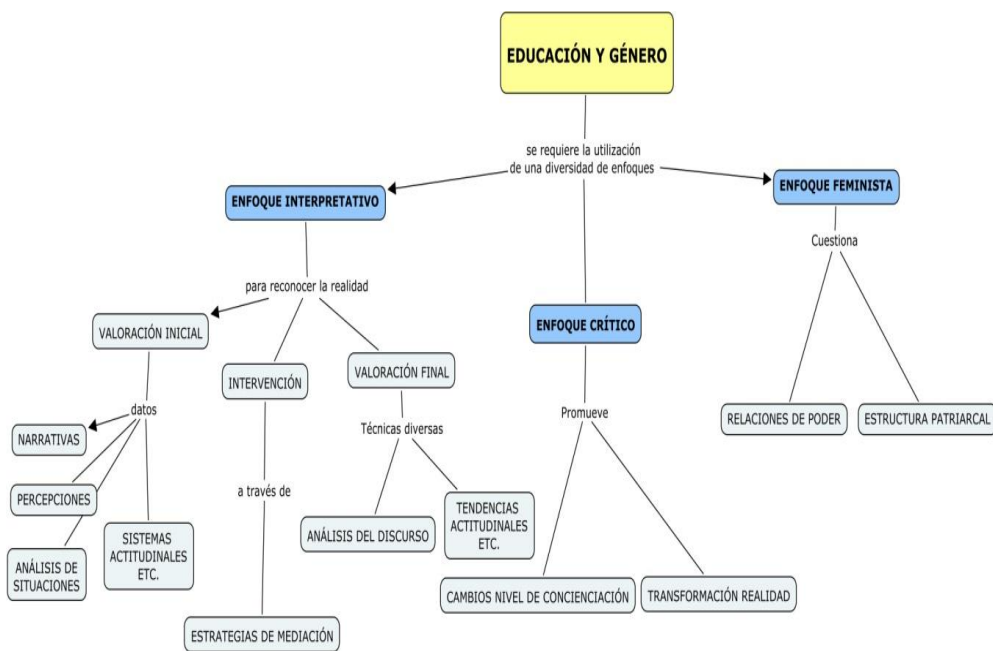 EDUCACIÓN Y GÉNERO
se requiere la utilización
de una diversidad de enfoques
ENFOQUE INTERPRETATIVO
ENFOQUE FEMINISTA
Cuestiona
para reconocer la realidad
VALORACIÓN INICIAL
ENFOQUE CRÍTICO
INTERVENCIÓN
VALORACIÓN FINAL
datos
NARRATIVAS
Técnicas diversas
Promueve
RELACIONES DE PODER
ESTRUCTURA PATRIARCAL
PERCEPCIONES
a través de
ANÁLISIS DE
SITUACIONES
SISTEMAS
ACTITUDINALES
ETC.
ANÁLISIS DEL DISCURSO
TENDENCIAS
ACTITUDINALES
ETC.
CAMBIOS NIVEL DE CONCIENCIACIÓN
TRANSFORMACIÓN REALIDAD
ESTRATEGIAS DE MEDIACIÓN